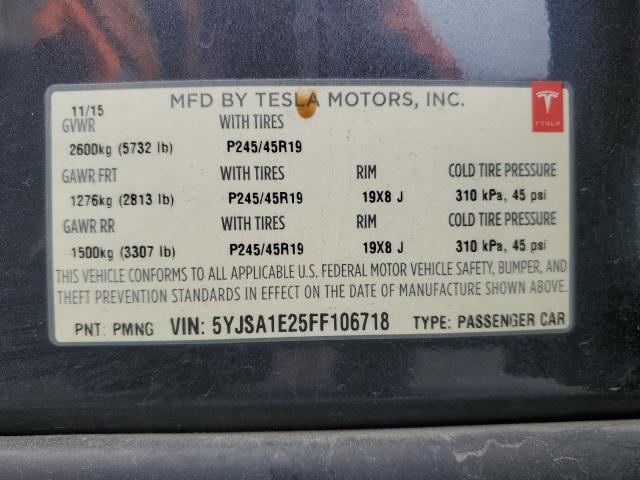 MFD BY TESLA MOTORS, INC.
11/15
TESLA
GVWR WITH TIRES
2600kg (5732 lb) P245/45R19
GAWR FRT WITH TIRES RIM COLD TIRE PRESSURE
1276kg (2813 lb) P245/45R19 19X8 J 310 kPa, 45 psi
GAWR RR WITH TIRES RIM COLD TIRE PRESSURE
1500kg (3307 lb) P245/45R19 19X8 J 310 kPa, 45 psi
THIS VEHICLE CONFORMS TO ALL APPLICABLE U.S. FEDERAL MOTOR VEHICLE SAFETY, BUMPER, AND
THEFT PREVENTION STANDARDS IN EFFECT ON THE DATE OF MANUFACTURE SHOWN ABOVE.
PNT: PMNG VIN: 5YJSA1E25FF106718 TYPE: PASSENGER CAR